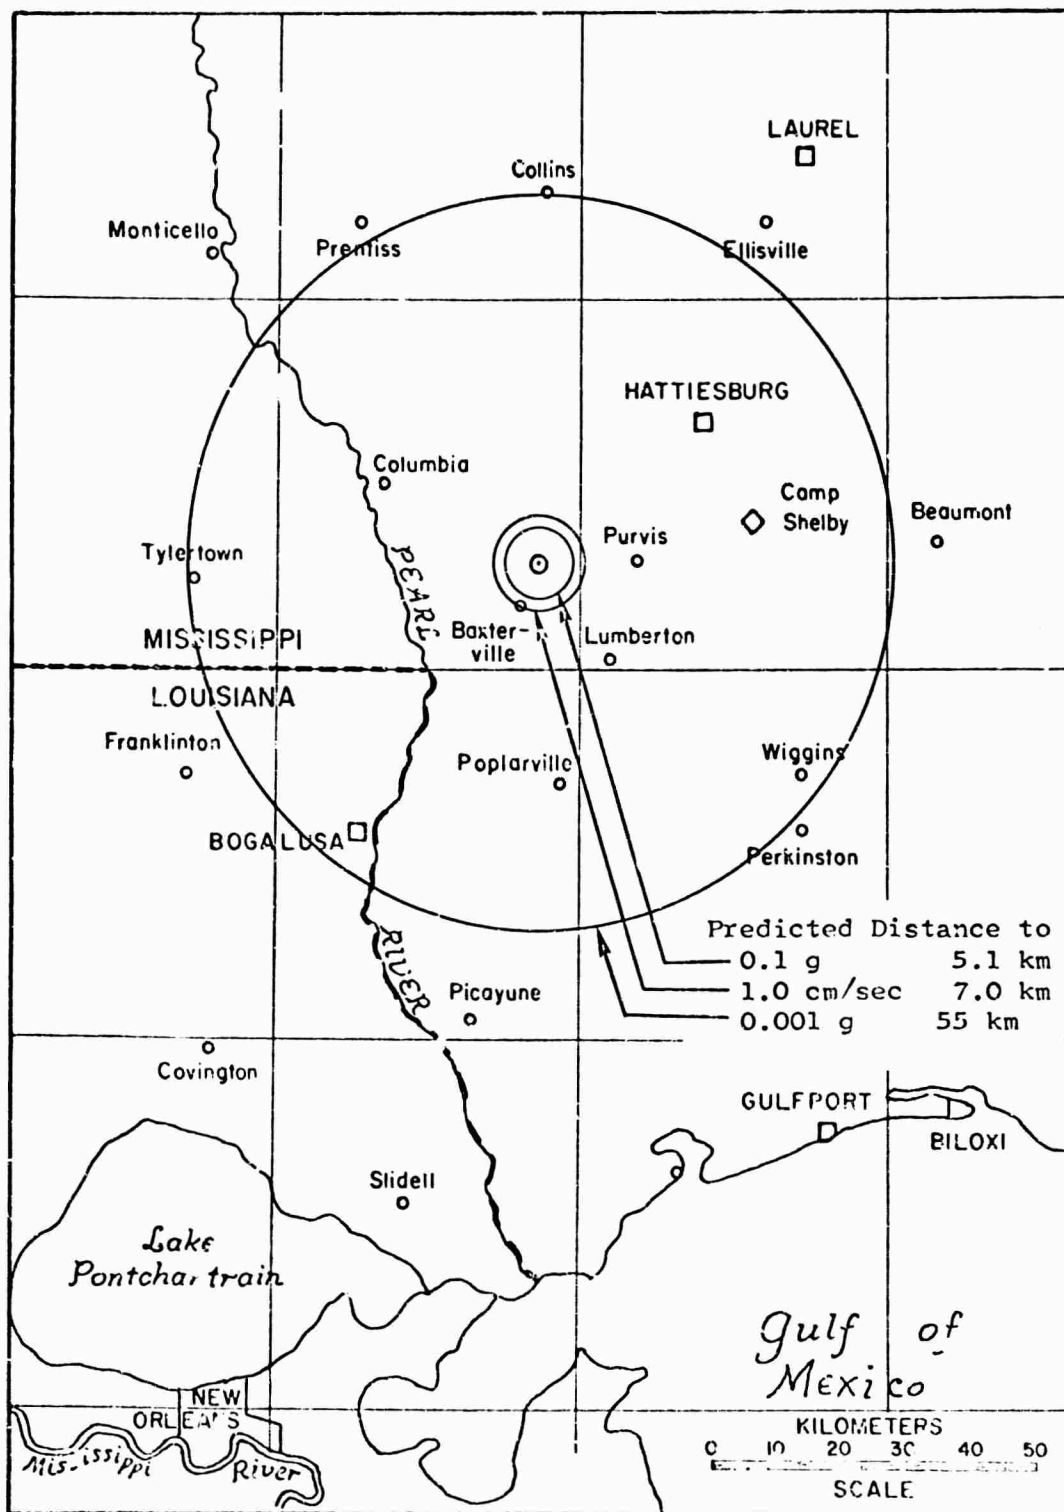 LAUREL
Collins
Monticello
Prentiss
Ellisville
HATTIESBURG
Columbia
Camp
Shelby
Beaumont
Purvis
Tylertown
PEARL
Baxter-
ville
Lumberton
MISSISSIPPI
LOUISIANA
Franklinton
Poplarville
Wiggins
BOGALUSA
Perkinston
RIVER
Predicted Distance to
0.1 g 5.1 km
1.0 cm/sec 7.0 km
0.001 g 55 km
Picayune
Covington
GULFPORT
BILOXI
Slidell
Lake
Pontchartrain
Gulf of
Mexico
NEW
ORLEANS
Mississippi River
KILOMETERS
0 10 20 30 40 50
SCALE